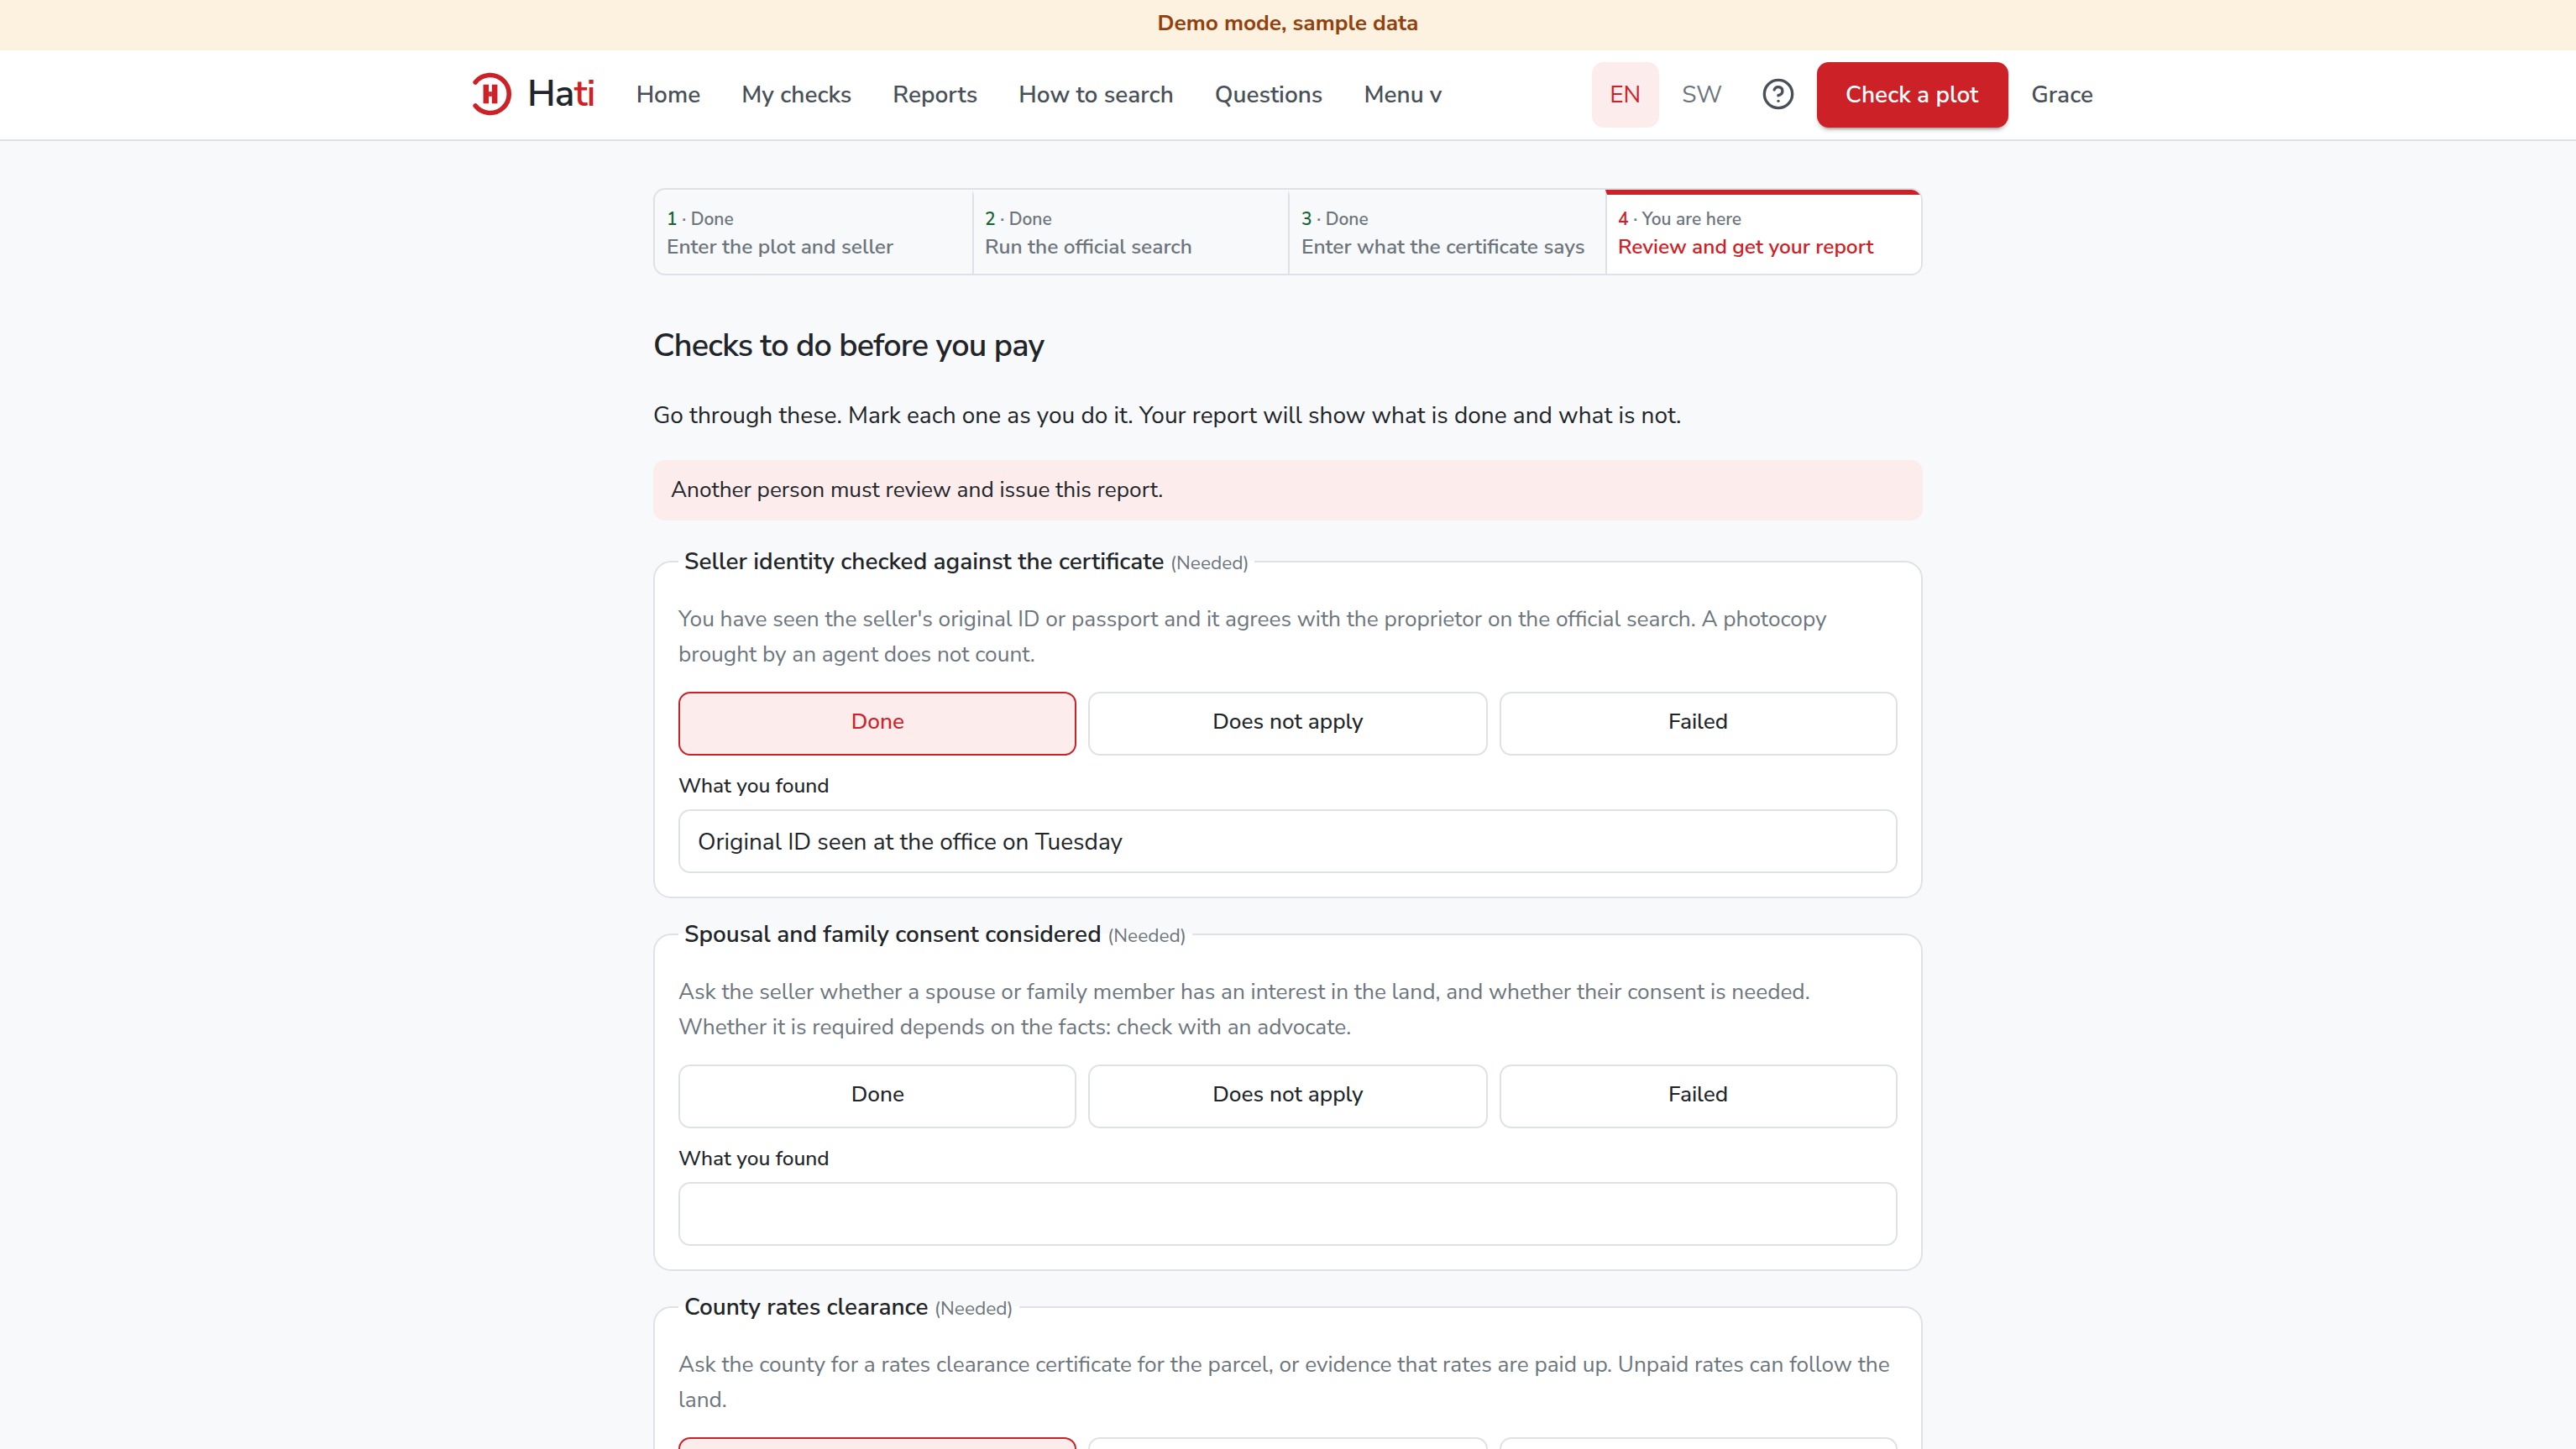 Demo mode, sample data
Hati Home My checks Reports How to search Questions Menu v EN SW ? Check a plot Grace
1 · Done
Enter the plot and seller
2 · Done
Run the official search
3 · Done
Enter what the certificate says
4 · You are here
Review and get your report
Checks to do before you pay
Go through these. Mark each one as you do it. Your report will show what is done and what is not.
Another person must review and issue this report.
Seller identity checked against the certificate (Needed)
You have seen the seller's original ID or passport and it agrees with the proprietor on the official search. A photocopy
brought by an agent does not count.
Done Does not apply Failed
What you found
Original ID seen at the office on Tuesday
Spousal and family consent considered (Needed)
Ask the seller whether a spouse or family member has an interest in the land, and whether their consent is needed.
Whether it is required depends on the facts: check with an advocate.
Done Does not apply Failed
What you found
County rates clearance (Needed)
Ask the county for a rates clearance certificate for the parcel, or evidence that rates are paid up. Unpaid rates can follow the
land.